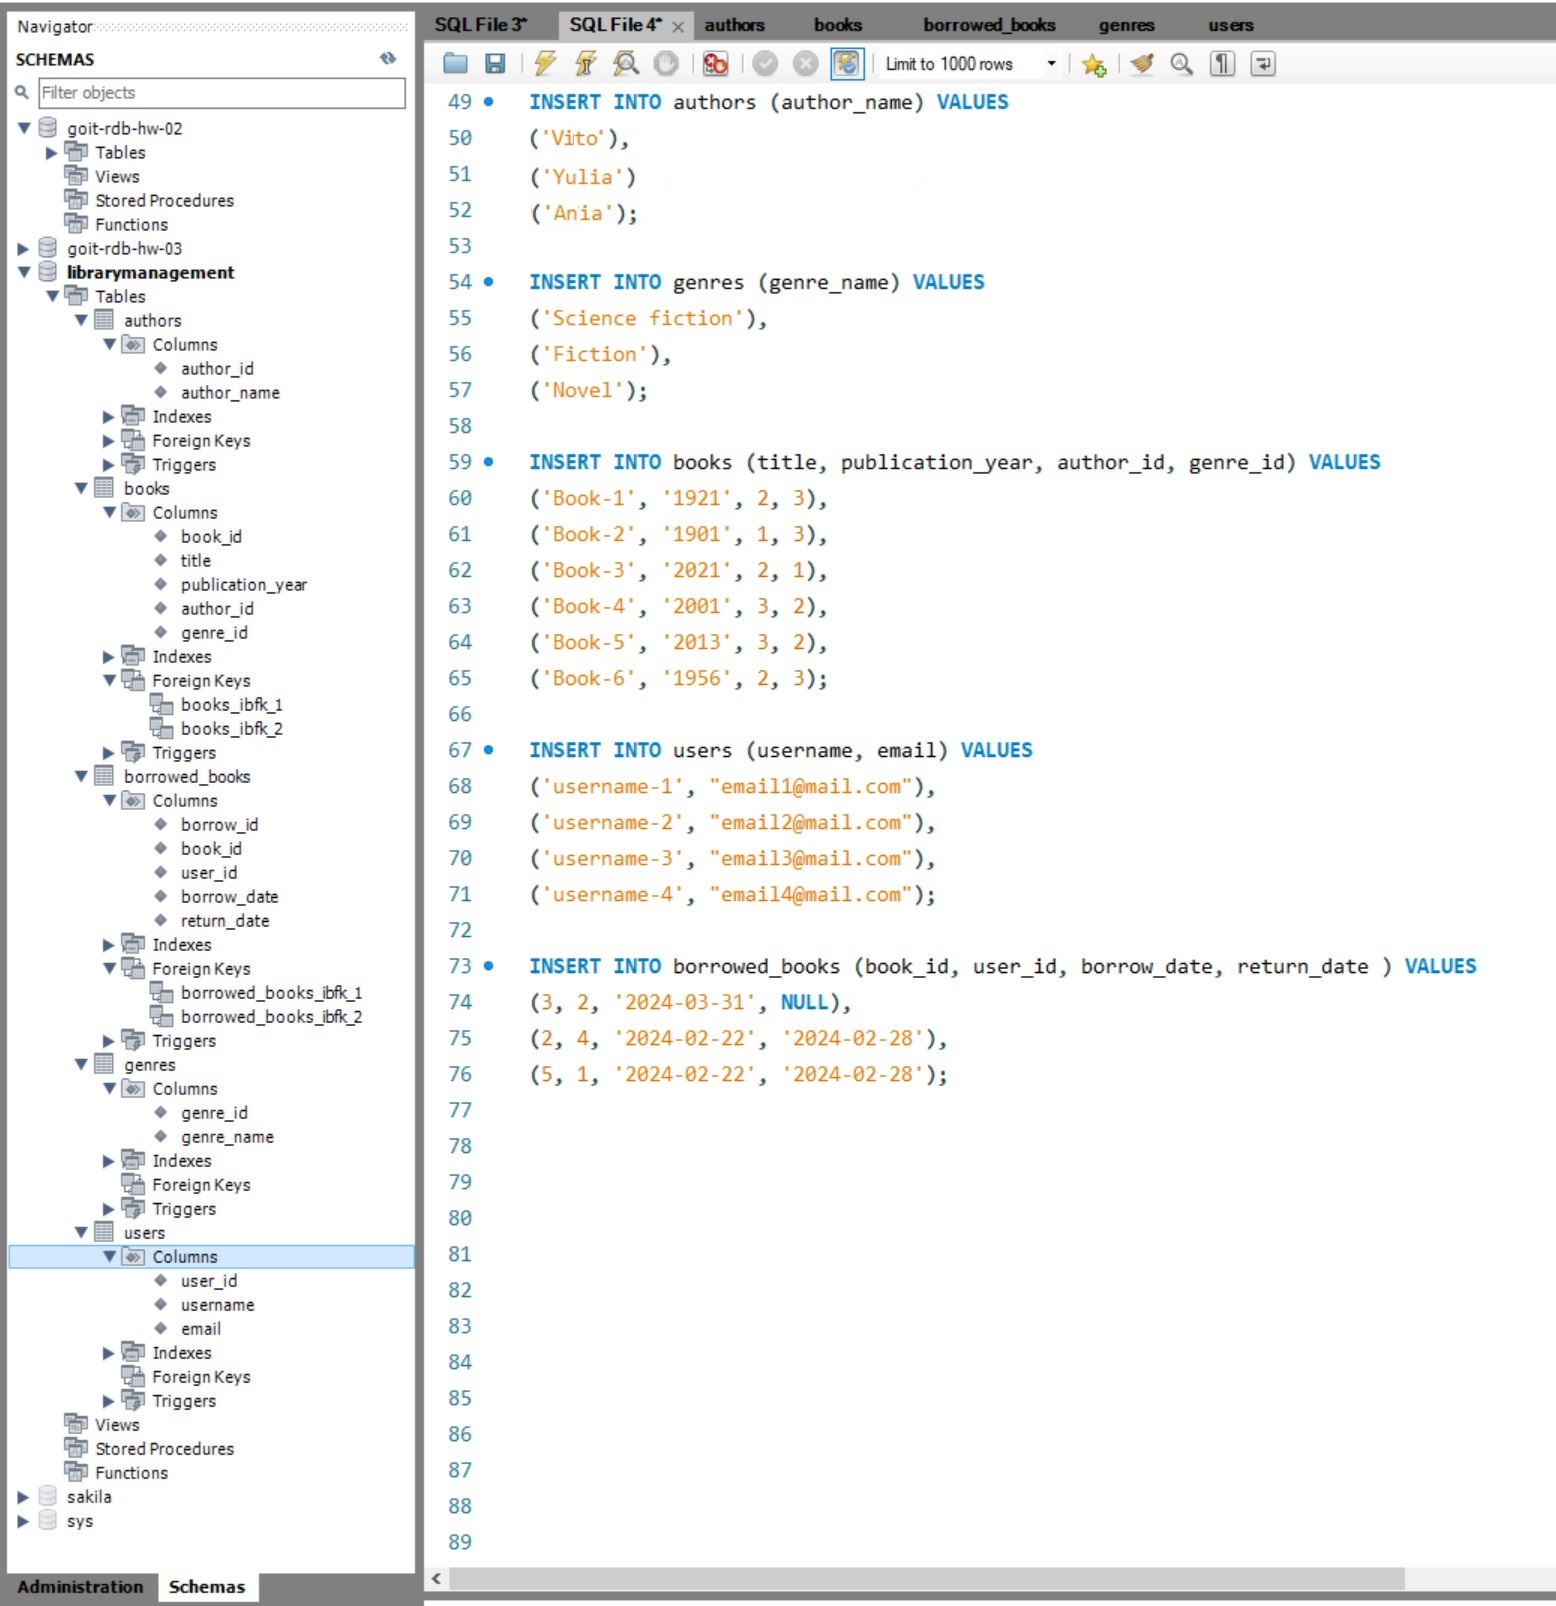 Navigator
SCHEMAS
Filter objects
goit-rdb-hw-02
Tables
Views
Stored Procedures
Functions
goit-rdb-hw-03
librarymanagement
Tables
authors
Columns
author_id
author_name
Indexes
Foreign Keys
Triggers
books
Columns
book_id
title
publication_year
author_id
genre_id
Indexes
Foreign Keys
books_ibfk_1
books_ibfk_2
Triggers
borrowed_books
Columns
borrow_id
book_id
user_id
borrow_date
return_date
Indexes
Foreign Keys
borrowed_books_ibfk_1
borrowed_books_ibfk_2
Triggers
genres
Columns
genre_id
genre_name
Indexes
Foreign Keys
Triggers
users
Columns
user_id
username
email
Indexes
Foreign Keys
Triggers
Views
Stored Procedures
Functions
sakila
sys
Administration Schemas
SQL File 3* SQL File 4* authors books borrowed_books genres users
Limit to 1000 rows
49 INSERT INTO authors (author_name) VALUES
50 ('Vito'),
51 ('Yulia')
52 ('Ania');
53
54 INSERT INTO genres (genre_name) VALUES
55 ('Science fiction'),
56 ('Fiction'),
57 ('Novel');
58
59 INSERT INTO books (title, publication_year, author_id, genre_id) VALUES
60 ('Book-1', '1921', 2, 3),
61 ('Book-2', '1901', 1, 3),
62 ('Book-3', '2021', 2, 1),
63 ('Book-4', '2001', 3, 2),
64 ('Book-5', '2013', 3, 2),
65 ('Book-6', '1956', 2, 3);
66
67 INSERT INTO users (username, email) VALUES
68 ('username-1', "email1@mail.com"),
69 ('username-2', "email2@mail.com"),
70 ('username-3', "email3@mail.com"),
71 ('username-4', "email4@mail.com");
72
73 INSERT INTO borrowed_books (book_id, user_id, borrow_date, return_date ) VALUES
74 (3, 2, '2024-03-31', NULL),
75 (2, 4, '2024-02-22', '2024-02-28'),
76 (5, 1, '2024-02-22', '2024-02-28');
77
78
79
80
81
82
83
84
85
86
87
88
89